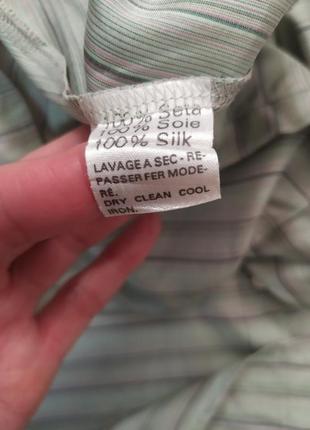 100% Seta
100% Soie
100% Silk
LAVAGE A SEC - RE-
PASSER FER MODE-
RÉ.
DRY CLEAN COOL
IRON.